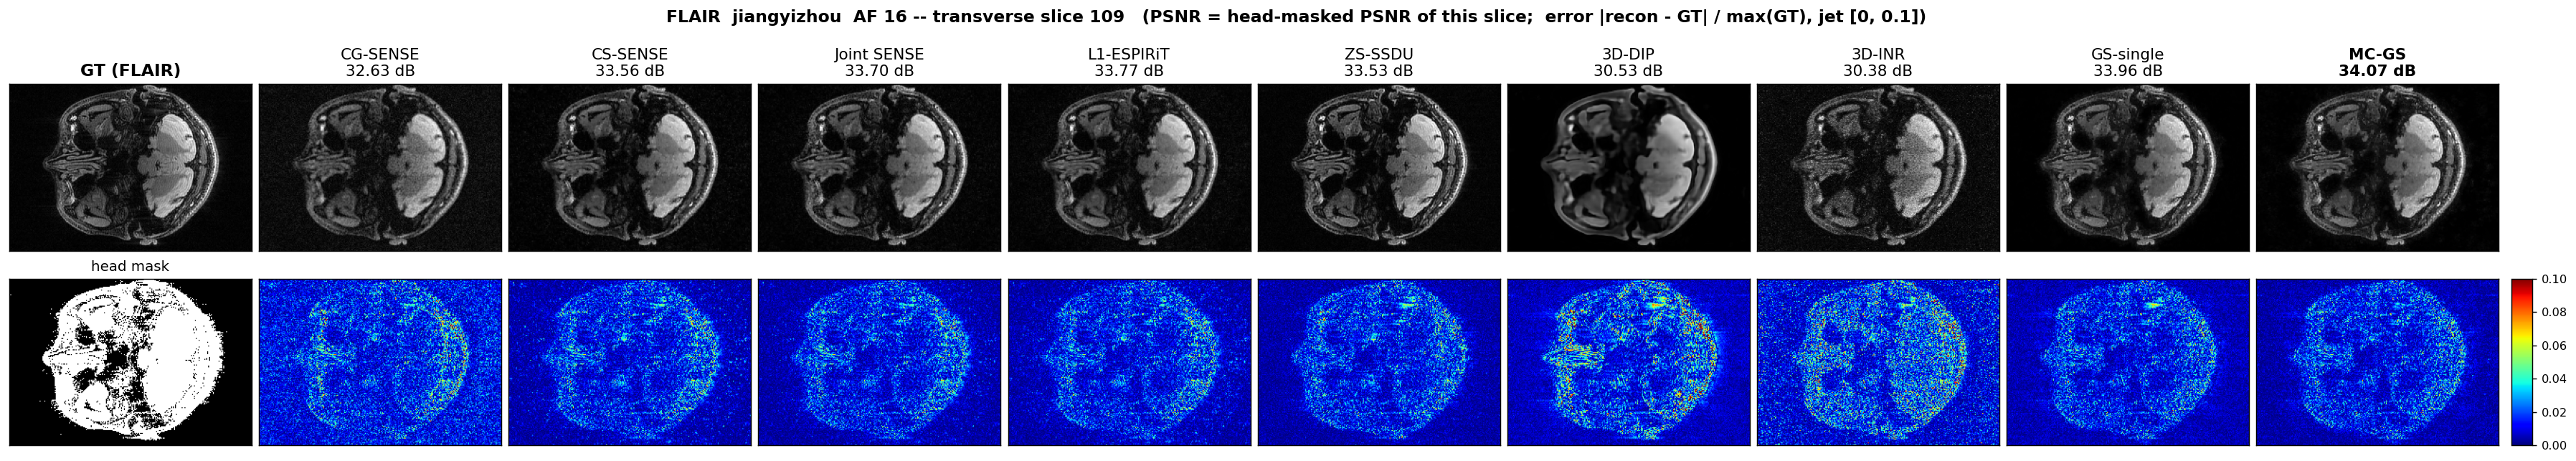 FLAIR  jiangyizhou  AF 16 -- transverse slice 109   (PSNR = head-masked PSNR of this slice;  error |recon - GT| / max(GT), jet [0, 0.1])
GT (FLAIR)
CG-SENSE
32.63 dB
CS-SENSE
33.56 dB
Joint SENSE
33.70 dB
L1-ESPIRiT
33.77 dB
ZS-SSDU
33.53 dB
3D-DIP
30.53 dB
3D-INR
30.38 dB
GS-single
33.96 dB
MC-GS
34.07 dB
head mask
0.10
0.08
0.06
0.04
0.02
0.00